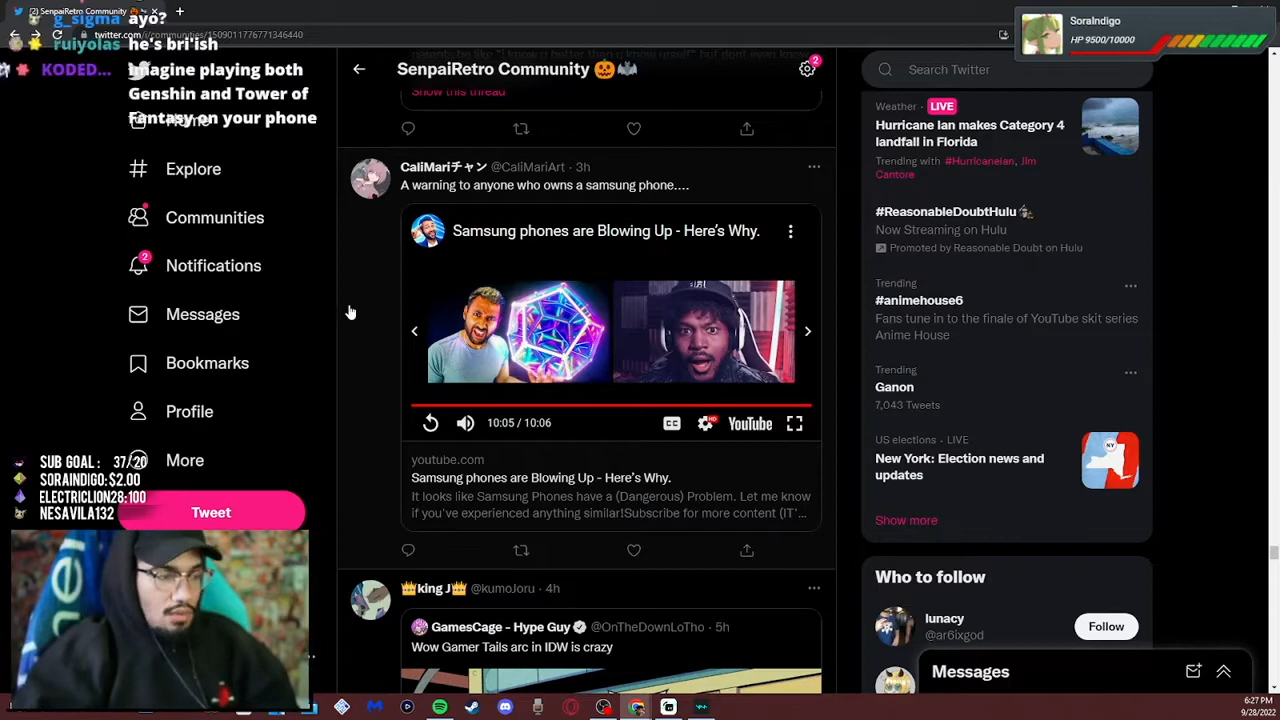 g_sigma ayo?
ruiyolas he's bri'ish
KODED... Imagine playing both
Genshin and Tower of
Fantasy on your phone
SenpaiRetro Community
twitter.com/i/communities/1509011776771346440
SoraIndigo
HP 9500/10000
Home
Explore
Communities
2
Notifications
Messages
Bookmarks
Profile
More
Tweet
SUB GOAL : 37/20
SORAINDIGO:$2.00
ELECTRICLION28:100
NESAVILA132
SenpaiRetro Community 🎃🦇
2
Show this thread
CaliMariチャン @CaliMariArt · 3h
A warning to anyone who owns a samsung phone....
Samsung phones are Blowing Up - Here's Why.
10:05 / 10:06
CC
HD
YouTube
youtube.com
Samsung phones are Blowing Up - Here's Why.
It looks like Samsung Phones have a (Dangerous) Problem. Let me know
if you've experienced anything similar!Subscribe for more content (IT'...
👑king J👑 @kumoJoru · 4h
GamesCage - Hype Guy @OnTheDownLoTho · 5h
Wow Gamer Tails arc in IDW is crazy
Search Twitter
Weather · LIVE
Hurricane Ian makes Category 4
landfall in Florida
Trending with #HurricaneIan, Jim
Cantore
#ReasonableDoubtHulu
Now Streaming on Hulu
Promoted by Reasonable Doubt on Hulu
Trending
#animehouse6
Fans tune in to the finale of YouTube skit series
Anime House
Trending
Ganon
7,043 Tweets
US elections · LIVE
New York: Election news and
updates
NY
Show more
Who to follow
lunacy
@ar6ixgod
Follow
Messages
6:27 PM
9/28/2022